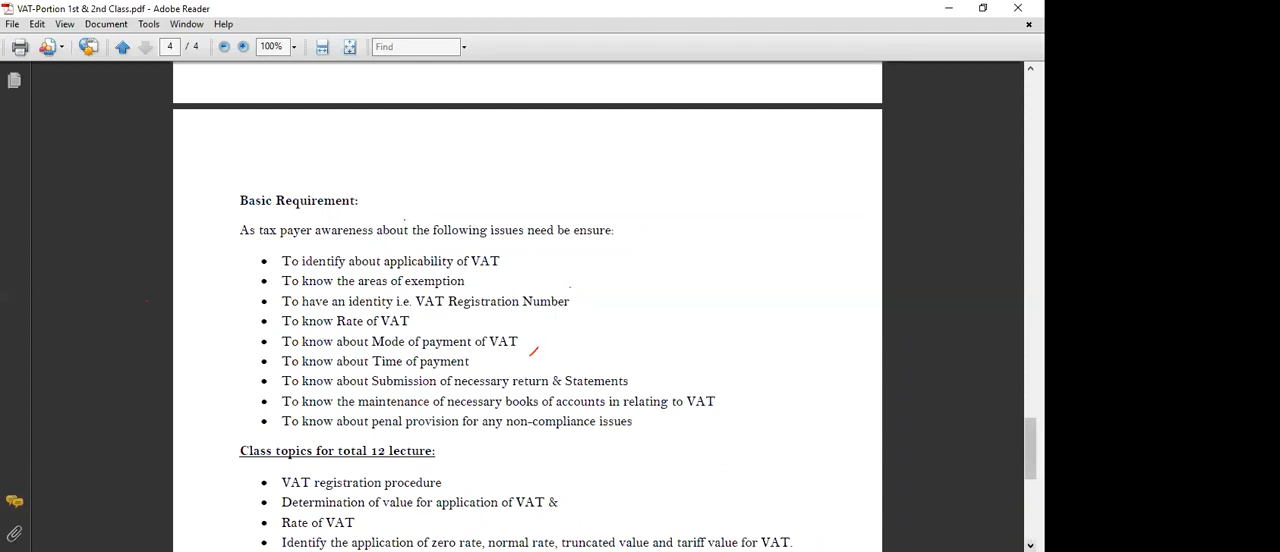 VAT-Portion 1st & 2nd Class.pdf - Adobe Reader
File Edit View Document Tools Window Help
4 / 4 100% Find
Basic Requirement:
As tax payer awareness about the following issues need be ensure:
• To identify about applicability of VAT
• To know the areas of exemption
• To have an identity i.e. VAT Registration Number
• To know Rate of VAT
• To know about Mode of payment of VAT
• To know about Time of payment
• To know about Submission of necessary return & Statements
• To know the maintenance of necessary books of accounts in relating to VAT
• To know about penal provision for any non-compliance issues
Class topics for total 12 lecture:
• VAT registration procedure
• Determination of value for application of VAT &
• Rate of VAT
• Identify the application of zero rate, normal rate, truncated value and tariff value for VAT.